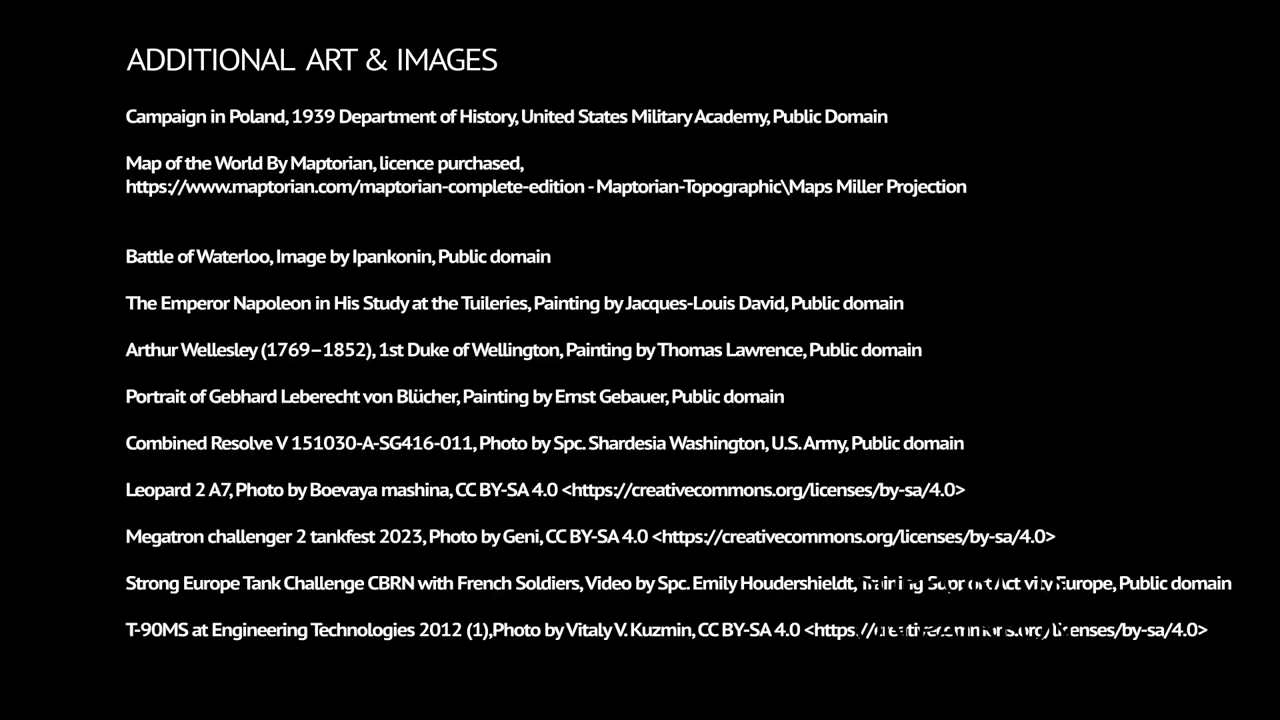 ADDITIONAL ART & IMAGES
Campaign in Poland, 1939 Department of History, United States Military Academy, Public Domain
Map of the World By Maptorian, licence purchased,
https://www.maptorian.com/maptorian-complete-edition - Maptorian-Topographic\Maps Miller Projection
Battle of Waterloo, Image by Ipankonin, Public domain
The Emperor Napoleon in His Study at the Tuileries, Painting by Jacques-Louis David, Public domain
Arthur Wellesley (1769–1852), 1st Duke of Wellington, Painting by Thomas Lawrence, Public domain
Portrait of Gebhard Leberecht von Blücher, Painting by Ernst Gebauer, Public domain
Combined Resolve V 151030-A-SG416-011, Photo by Spc. Shardesia Washington, U.S. Army, Public domain
Leopard 2 A7, Photo by Boevaya mashina, CC BY-SA 4.0 <https://creativecommons.org/licenses/by-sa/4.0>
Megatron challenger 2 tankfest 2023, Photo by Geni, CC BY-SA 4.0 <https://creativecommons.org/licenses/by-sa/4.0>
Strong Europe Tank Challenge CBRN with French Soldiers, Video by Spc. Emily Houdershieldt, Training Support Activity Europe, Public domain
T-90MS at Engineering Technologies 2012 (1),Photo by Vitaly V. Kuzmin, CC BY-SA 4.0 <https://creativecommons.org/licenses/by-sa/4.0>